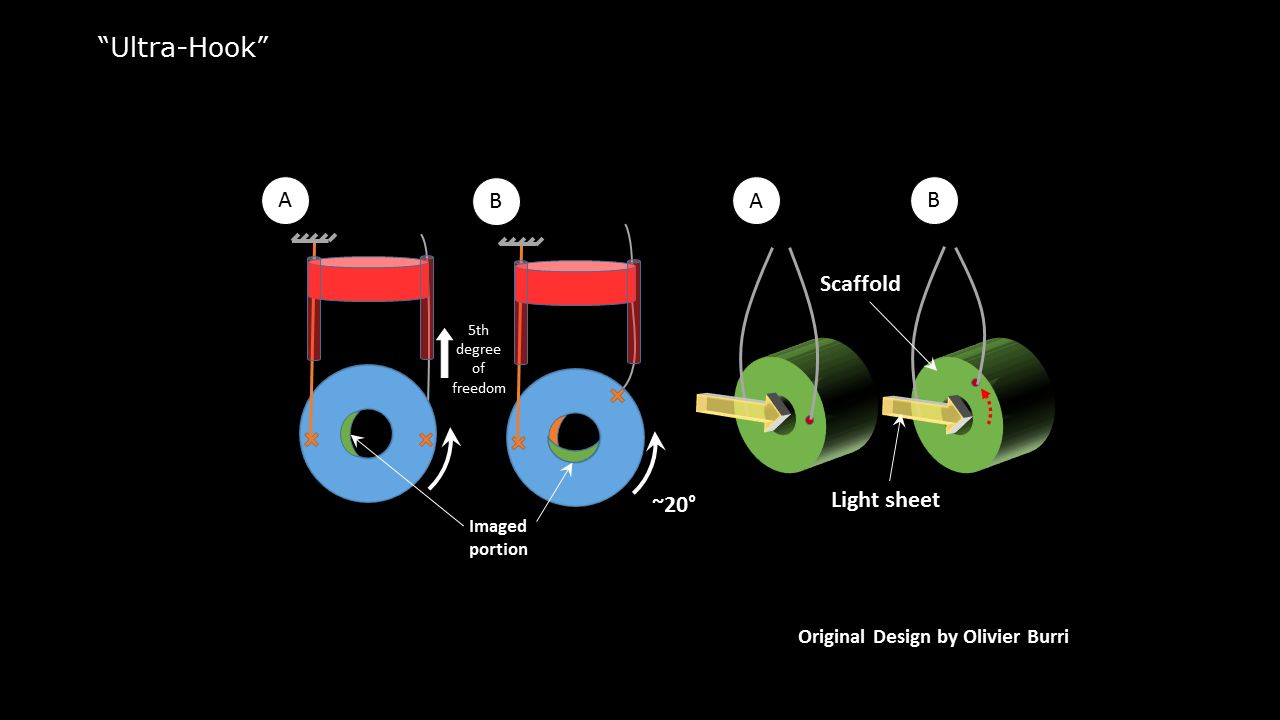 “Ultra-Hook”
A
B
A
B
Scaffold
5th
degree
of
freedom
~20°
Light sheet
Imaged
portion
Original Design by Olivier Burri